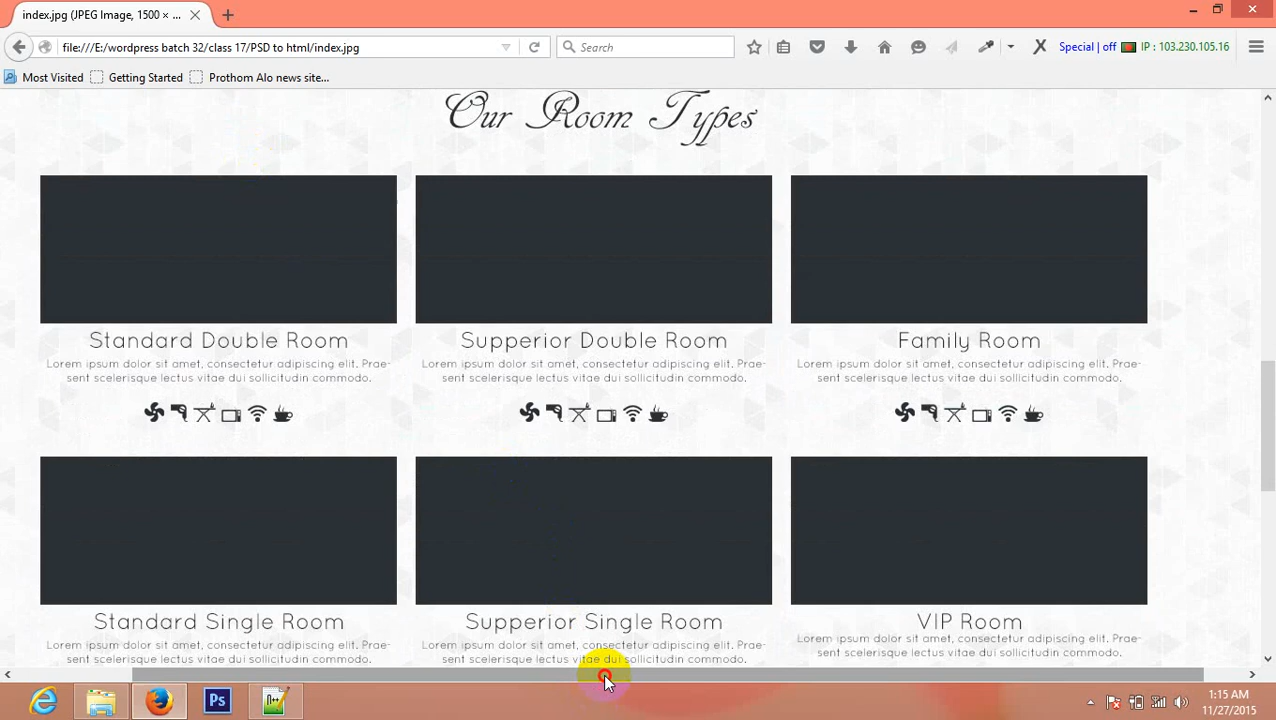 index.jpg (JPEG Image, 1500 × ...
file:///E:/wordpress batch 32/class 17/PSD to html/index.jpg
Search
Special | off
IP : 103.230.105.16
Most Visited
Getting Started
Prothom Alo news site...
Our Room Types
Standard Double Room
Lorem ipsum dolor sit amet, consectetur adipiscing elit. Prae-
sent scelerisque lectus vitae dui sollicitudin commodo.
Supperior Double Room
Lorem ipsum dolor sit amet, consectetur adipiscing elit. Prae-
sent scelerisque lectus vitae dui sollicitudin commodo.
Family Room
Lorem ipsum dolor sit amet, consectetur adipiscing elit. Prae-
sent scelerisque lectus vitae dui sollicitudin commodo.
Standard Single Room
Lorem ipsum dolor sit amet, consectetur adipiscing elit. Prae-
sent scelerisque lectus vitae dui sollicitudin commodo.
Supperior Single Room
Lorem ipsum dolor sit amet, consectetur adipiscing elit. Prae-
sent scelerisque lectus vitae dui sollicitudin commodo.
VIP Room
Lorem ipsum dolor sit amet, consectetur adipiscing elit. Prae-
sent scelerisque lectus vitae dui sollicitudin commodo.
Ps
1:15 AM
11/27/2015